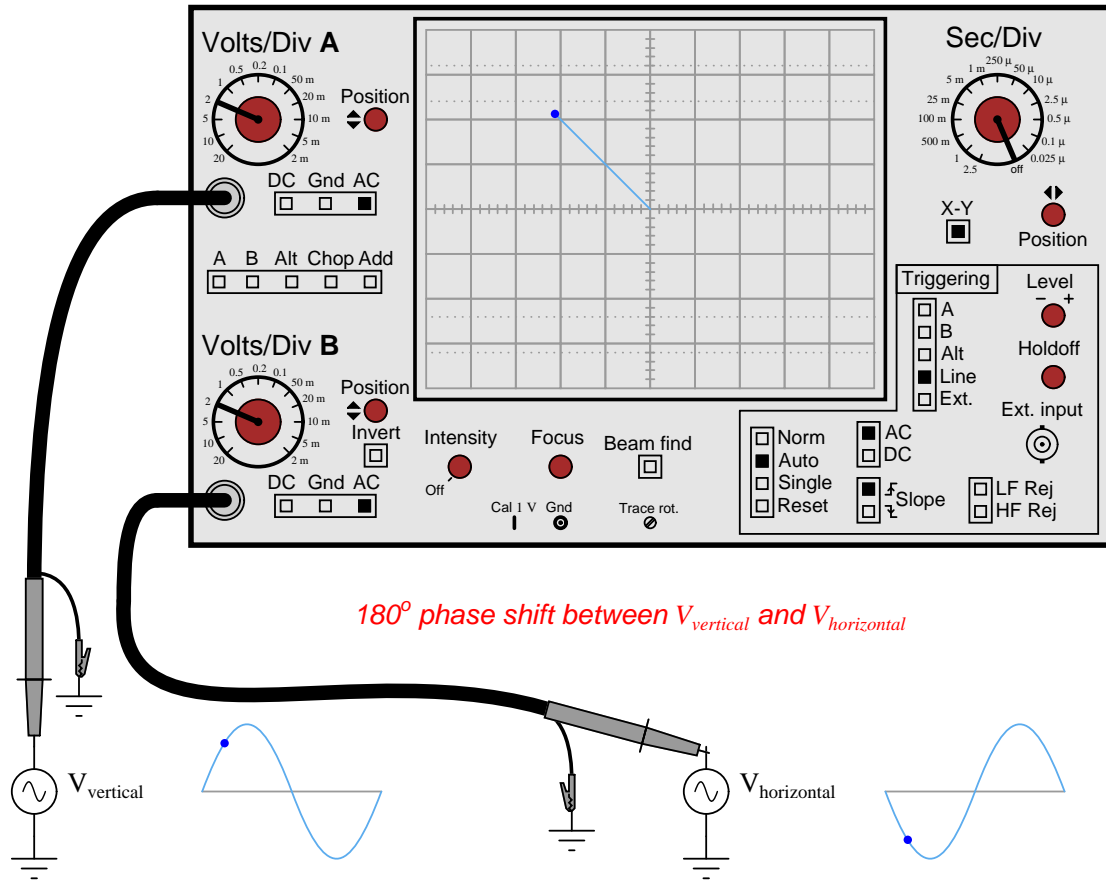 Volts/Div A
0.5 0.2 0.1
1 50 m
2 20 m
5 10 m
10 5 m
20 2 m
Position
DC Gnd AC
A B Alt Chop Add
Volts/Div B
0.5 0.2 0.1
1 50 m
2 20 m
5 10 m
10 5 m
20 2 m
Position
Invert
DC Gnd AC
Intensity
Off
Focus
Beam find
Cal 1 V Gnd
Trace rot.
Sec/Div
250 µ
1 m 50 µ
5 m 10 µ
25 m 2.5 µ
100 m 0.5 µ
500 m 0.1 µ
1 0.025 µ
2.5 off
X-Y
Position
Triggering
A
B
Alt
Line
Ext.
Level
− +
Holdoff
Ext. input
Norm
Auto
Single
Reset
AC
DC
Slope
LF Rej
HF Rej
180o phase shift between Vvertical and Vhorizontal
Vvertical
Vhorizontal